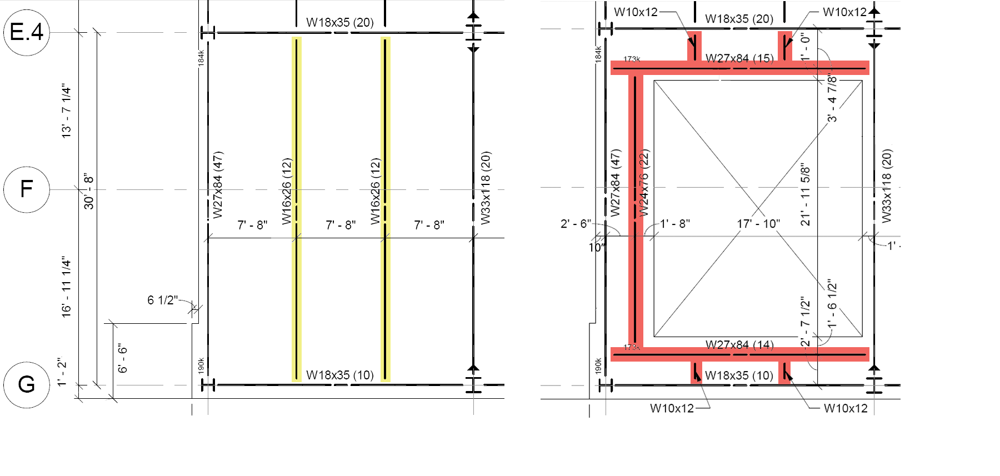 E.4
F
G
13' - 7 1/4"
30' - 8"
16' - 11 1/4"
1' - 2"
6' - 6"
6 1/2"
W18x35 (20)
184k
W27x84 (47)
W16x26 (12)
W16x26 (12)
W33x118 (20)
7' - 8"
7' - 8"
7' - 8"
190k
W18x35 (10)
W10x12
W18x35 (20)
W10x12
184k
173k
W27x84 (15)
1' - 0"
3' - 4 7/8"
W27x84 (47)
W24x76 (22)
21' - 11 5/8"
W33x118 (20)
2' - 6"
1' - 8"
17' - 10"
10"
1' -
2' - 7 1/2"
1' - 6 1/2"
173k
W27x84 (14)
190k
W18x35 (10)
W10x12
W10x12